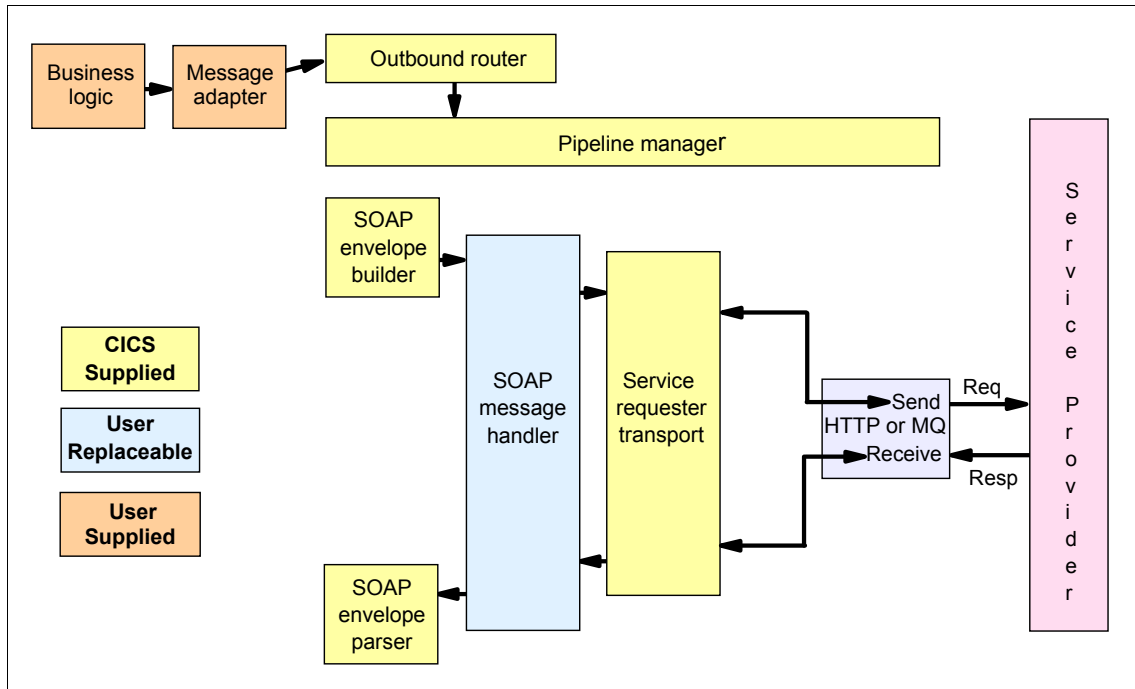 Business
logic
Message
adapter
Outbound router
Pipeline manager
SOAP
envelope
builder
SOAP
message
handler
Service
requester
transport
Send
HTTP or MQ
Receive
Req
Resp
S
e
r
v
i
c
e
P
r
o
v
i
d
e
r
CICS
Supplied
User
Replaceable
User
Supplied
SOAP
envelope
parser